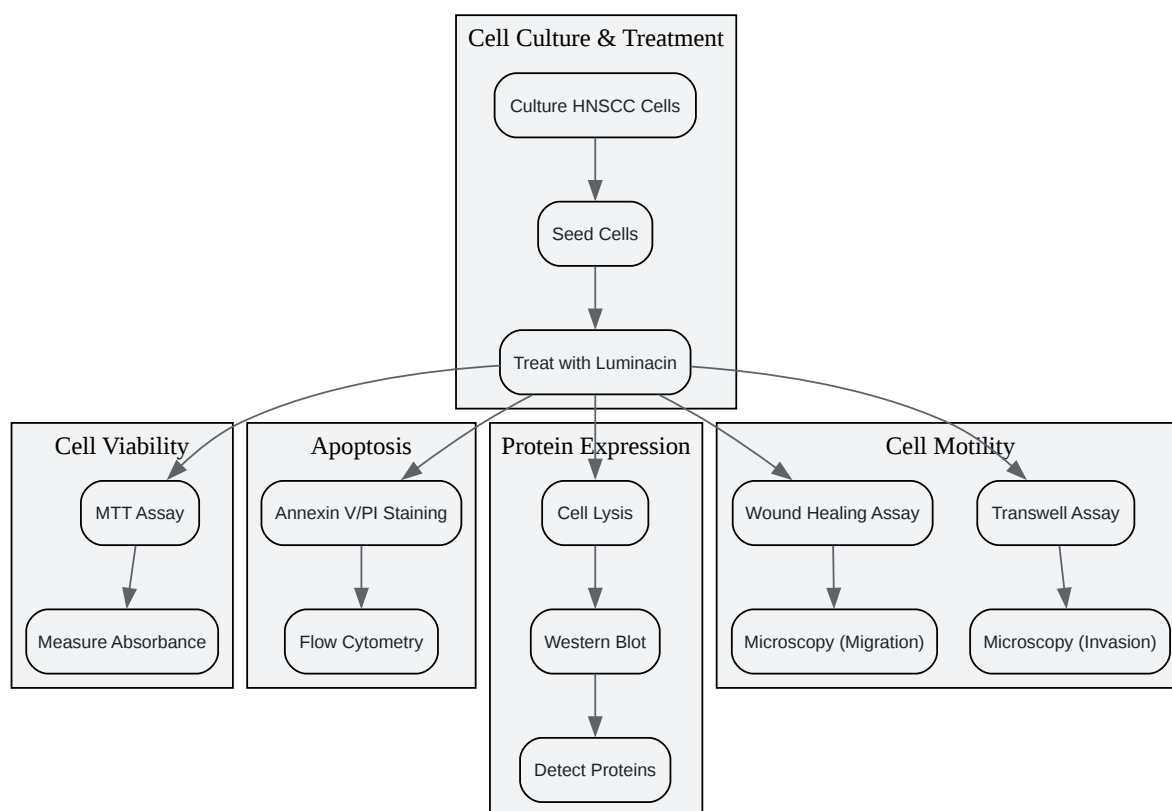 Cell Culture & Treatment
Culture HNSCC Cells
Seed Cells
Treat with Luminacin
Cell Viability
Apoptosis
Protein Expression
Cell Motility
MTT Assay
Annexin V/PI Staining
Cell Lysis
Wound Healing Assay
Transwell Assay
Measure Absorbance
Flow Cytometry
Western Blot
Microscopy (Migration)
Microscopy (Invasion)
Detect Proteins